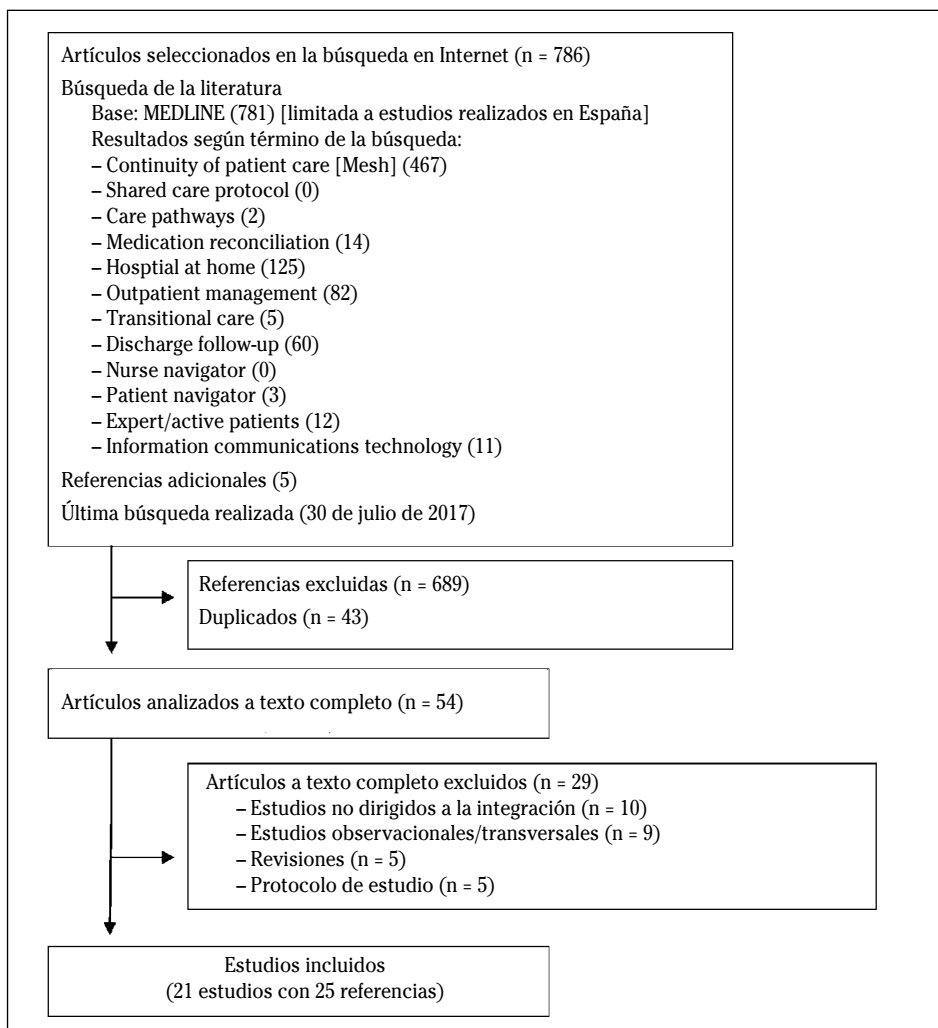 Artículos seleccionados en la búsqueda en Internet (n = 786)
Búsqueda de la literatura
Base: MEDLINE (781) [limitada a estudios realizados en España]
Resultados según término de la búsqueda:
– Continuity of patient care [Mesh] (467)
– Shared care protocol (0)
– Care pathways (2)
– Medication reconciliation (14)
– Hosptial at home (125)
– Outpatient management (82)
– Transitional care (5)
– Discharge follow-up (60)
– Nurse navigator (0)
– Patient navigator (3)
– Expert/active patients (12)
– Information communications technology (11)
Referencias adicionales (5)
Última búsqueda realizada (30 de julio de 2017)
Referencias excluidas (n = 689)
Duplicados (n = 43)
Artículos analizados a texto completo (n = 54)
Artículos a texto completo excluidos (n = 29)
– Estudios no dirigidos a la integración (n = 10)
– Estudios observacionales/transversales (n = 9)
– Revisiones (n = 5)
– Protocolo de estudio (n = 5)
Estudios incluidos
(21 estudios con 25 referencias)